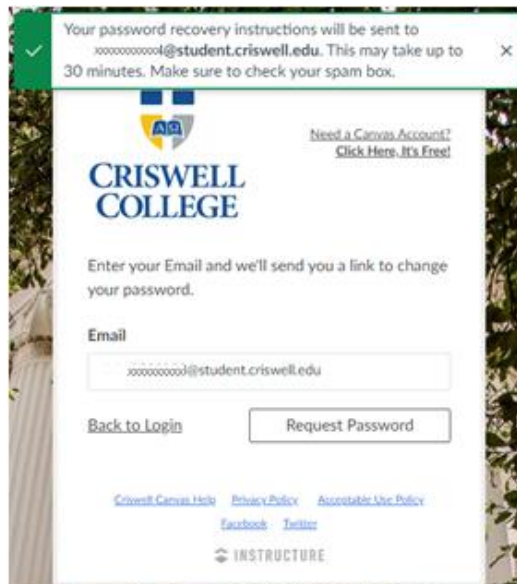 Your password recovery instructions will be sent to
xxxxxxxxxxl@student.criswell.edu. This may take up to
30 minutes. Make sure to check your spam box.
Need a Canvas Account?
Click Here, It's Free!
CRISWELL
COLLEGE
Enter your Email and we'll send you a link to change
your password.
Email
@student.criswell.edu
Back to Login
Request Password
Criswell Canvas Help Privacy Policy Acceptable Use Policy
Facebook Twitter
INSTRUCTURE